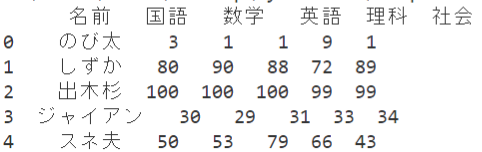 名前 国語 数学 英語 理科 社会
0 のび太 3 1 1 9 1
1 しずか 80 90 88 72 89
2 出木杉 100 100 100 99 99
3 ジャイアン 30 29 31 33 34
4 スネ夫 50 53 79 66 43